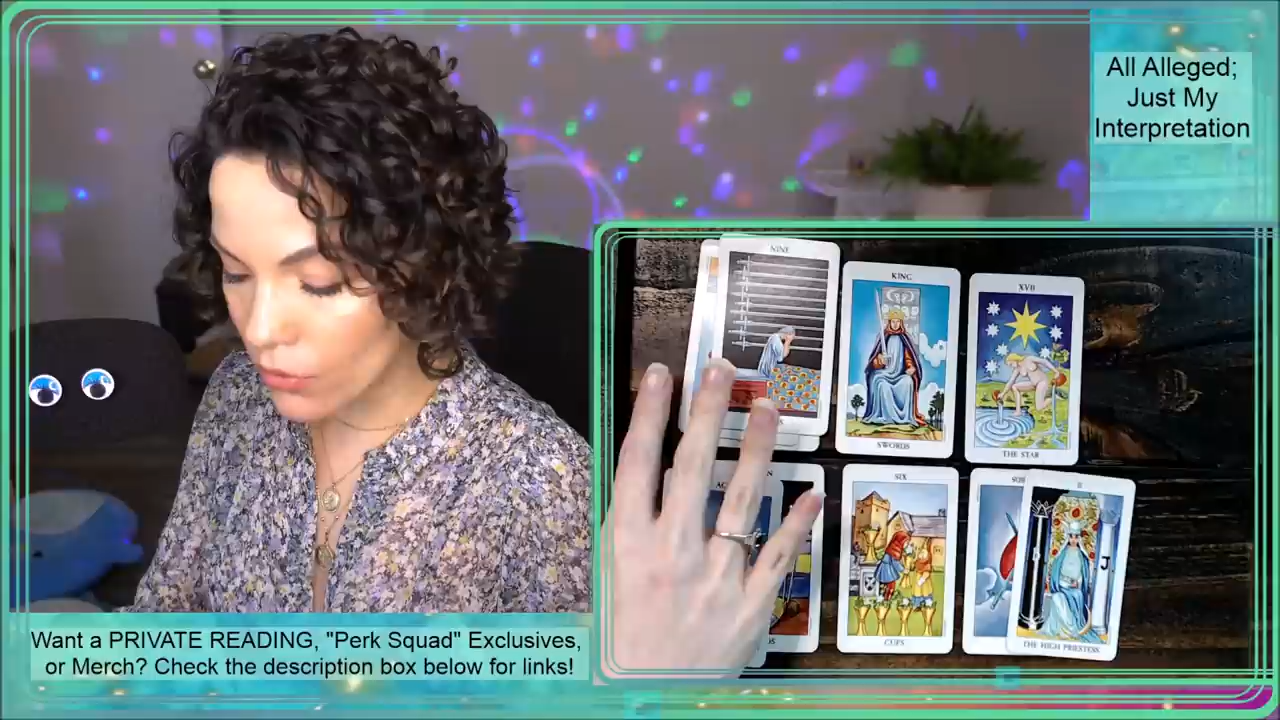 All Alleged;
Just My
Interpretation
NINE
KING
XVII
SWORDS
THE STAR
SIX
II
J
CUPS
THE HIGH PRIESTESS
Want a PRIVATE READING, "Perk Squad" Exclusives,
or Merch? Check the description box below for links!